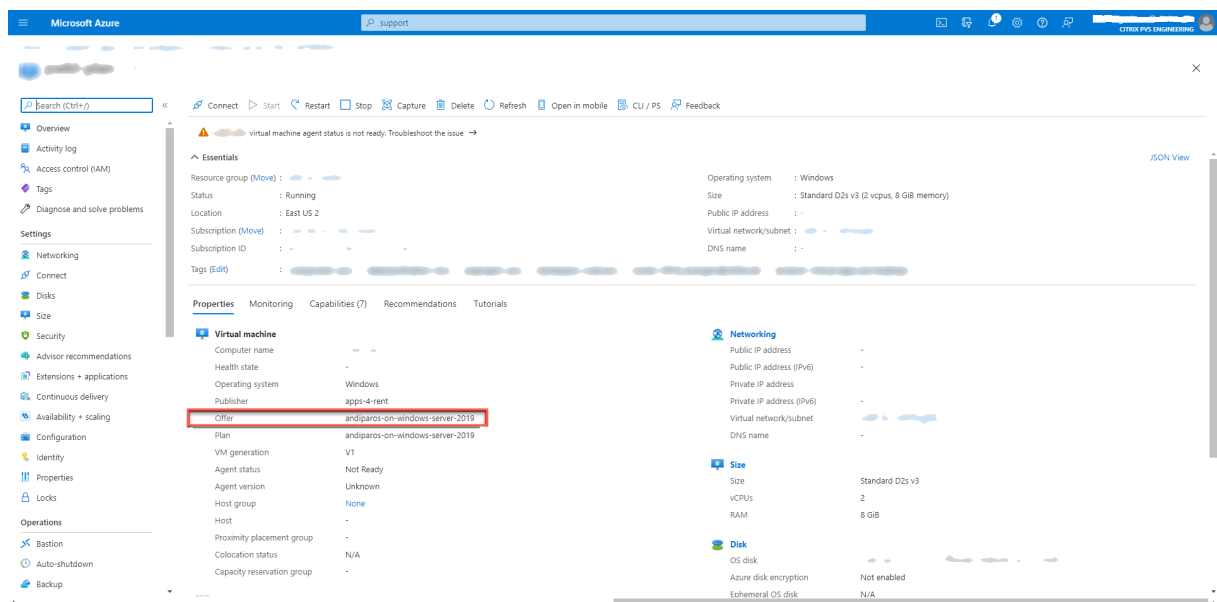 Microsoft Azure
support
1
CITRIX PVS ENGINEERING
Search (Ctrl+/)
«
Connect Start Restart Stop Capture Delete Refresh Open in mobile CLI / PS Feedback
virtual machine agent status is not ready. Troubleshoot the issue →
Essentials
JSON View
Resource group (Move) :
Status : Running
Location : East US 2
Subscription (Move) :
Subscription ID :
Tags (Edit) :
Operating system : Windows
Size : Standard D2s v3 (2 vcpus, 8 GiB memory)
Public IP address : -
Virtual network/subnet :
DNS name : -
Overview
Activity log
Access control (IAM)
Tags
Diagnose and solve problems
Settings
Networking
Connect
Disks
Size
Security
Advisor recommendations
Extensions + applications
Continuous delivery
Availability + scaling
Configuration
Identity
Properties
Locks
Operations
Bastion
Auto-shutdown
Backup
Properties Monitoring Capabilities (7) Recommendations Tutorials
Virtual machine
Computer name
Health state -
Operating system Windows
Publisher apps-4-rent
Offer andiparos-on-windows-server-2019
Plan andiparos-on-windows-server-2019
VM generation V1
Agent status Not Ready
Agent version Unknown
Host group None
Host -
Proximity placement group -
Colocation status N/A
Capacity reservation group -
Networking
Public IP address -
Public IP address (IPv6) -
Private IP address
Private IP address (IPv6) -
Virtual network/subnet
DNS name -
Size
Size Standard D2s v3
vCPUs 2
RAM 8 GiB
Disk
OS disk
Azure disk encryption Not enabled
Ephemeral OS disk N/A